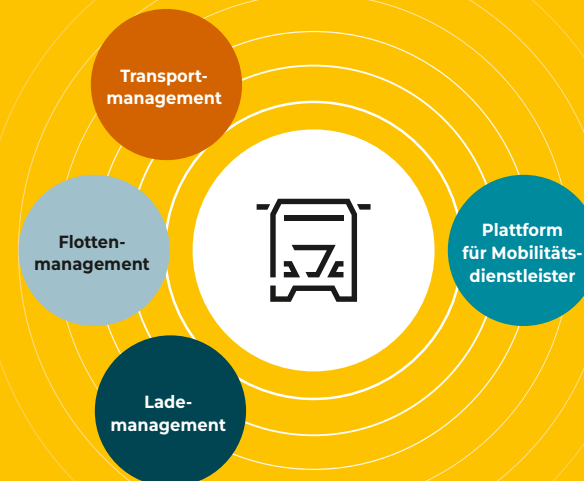 Transport-
management
Flotten-
management
Plattform
für Mobilitäts-
dienstleister
Lade-
management